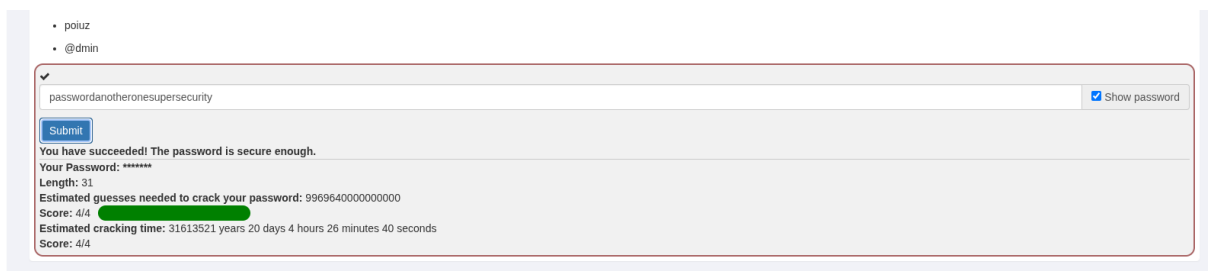 poiuz
@dmin
passwordanotheronesupersecurity
Show password
Submit
You have succeeded! The password is secure enough.
Your Password: *******
Length: 31
Estimated guesses needed to crack your password: 9969640000000000
Score: 4/4
Estimated cracking time: 31613521 years 20 days 4 hours 26 minutes 40 seconds
Score: 4/4